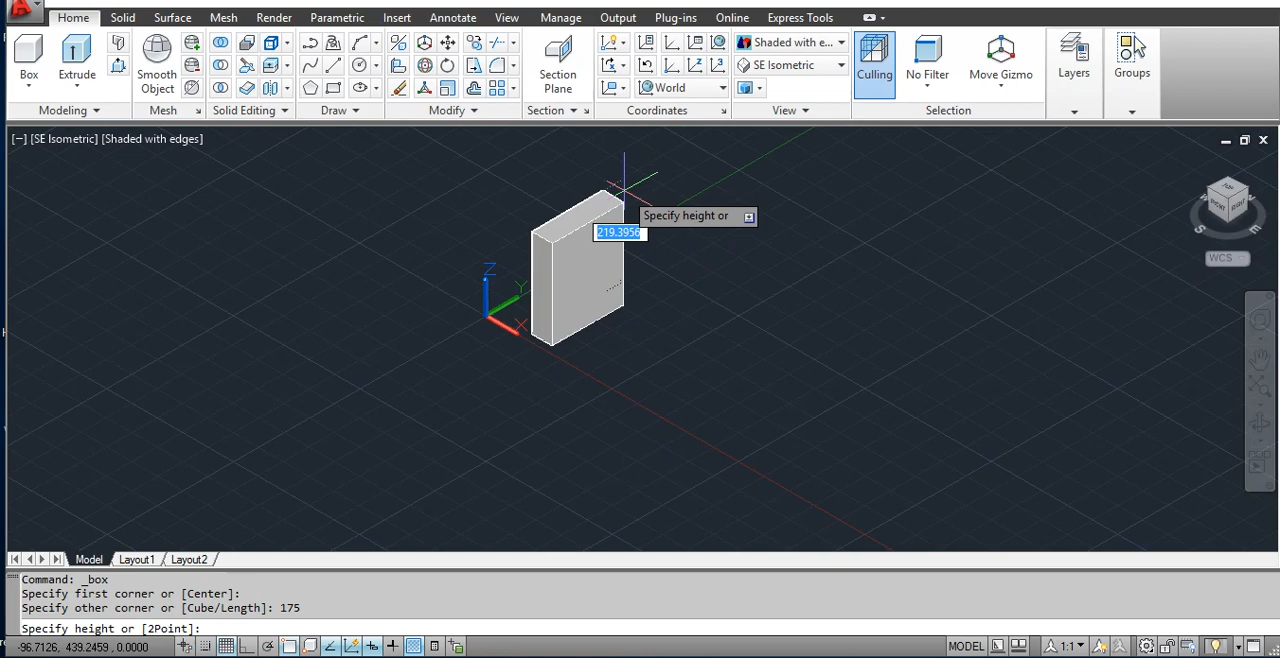 Home Solid Surface Mesh Render Parametric Insert Annotate View Manage Output Plug-ins Online Express Tools
Box Extrude Smooth Object Section Plane World Shaded with e... SE Isometric Culling No Filter Move Gizmo Layers Groups
Modeling Mesh Solid Editing Draw Modify Section Coordinates View Selection
[−] [SE Isometric] [Shaded with edges]
TOP
FRONT RIGHT
S E
WCS
Specify height or
219.3956
Z
Y
X
Model Layout1 Layout2
Command: _box
Specify first corner or [Center]:
Specify other corner or [Cube/Length]: 175
Specify height or [2Point]:
-96.7126, 439.2459, 0.0000 MODEL 1:1